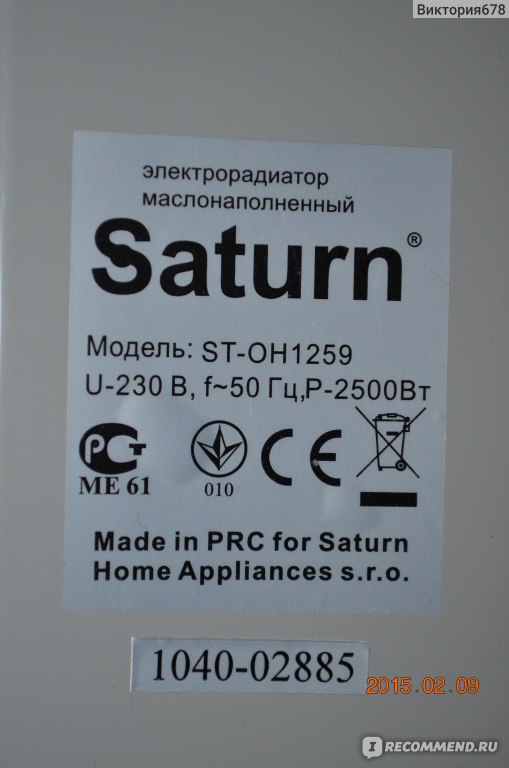 Виктория678
электрорадиатор
маслонаполненный
Saturn®
Модель: ST-OH1259
U-230 В, f~50 Гц,P-2500Вт
РСТ
ME 61
010
CE
Made in PRC for Saturn
Home Appliances s.r.o.
1040-02885
2015.02.09
IRECOMMEND.RU